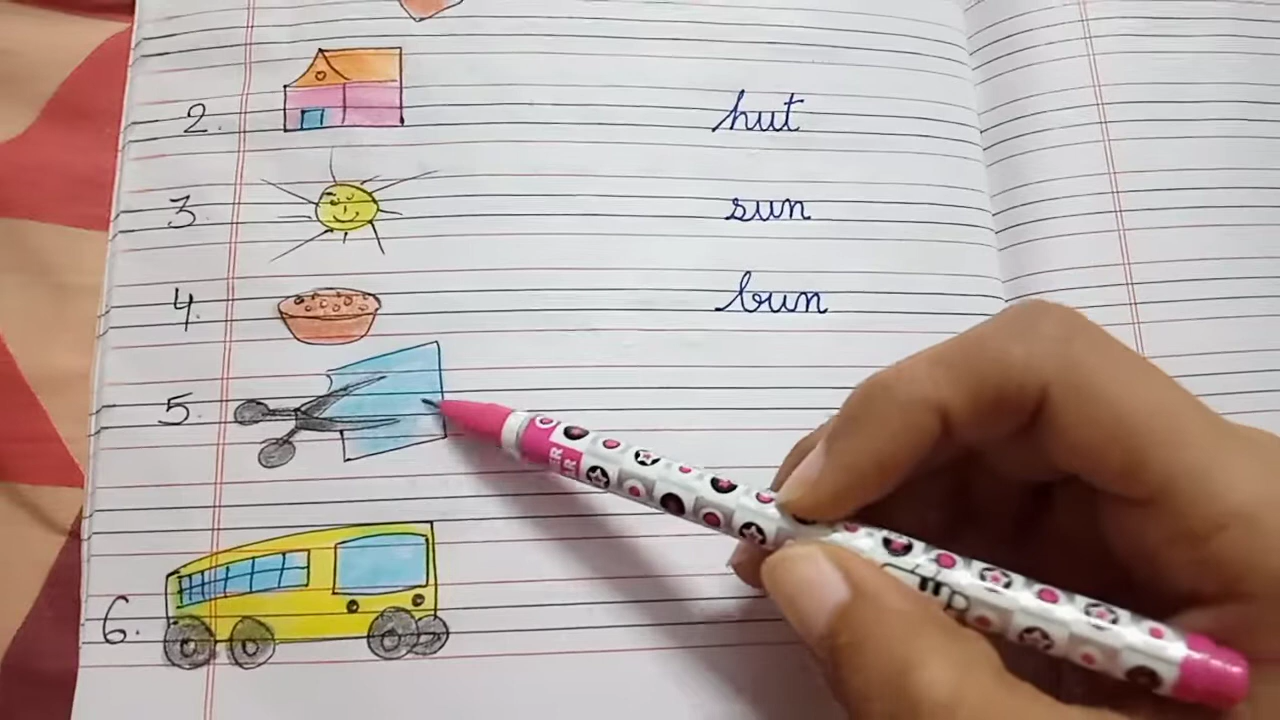 2. hut
3. sun
4. bun
5.
6.